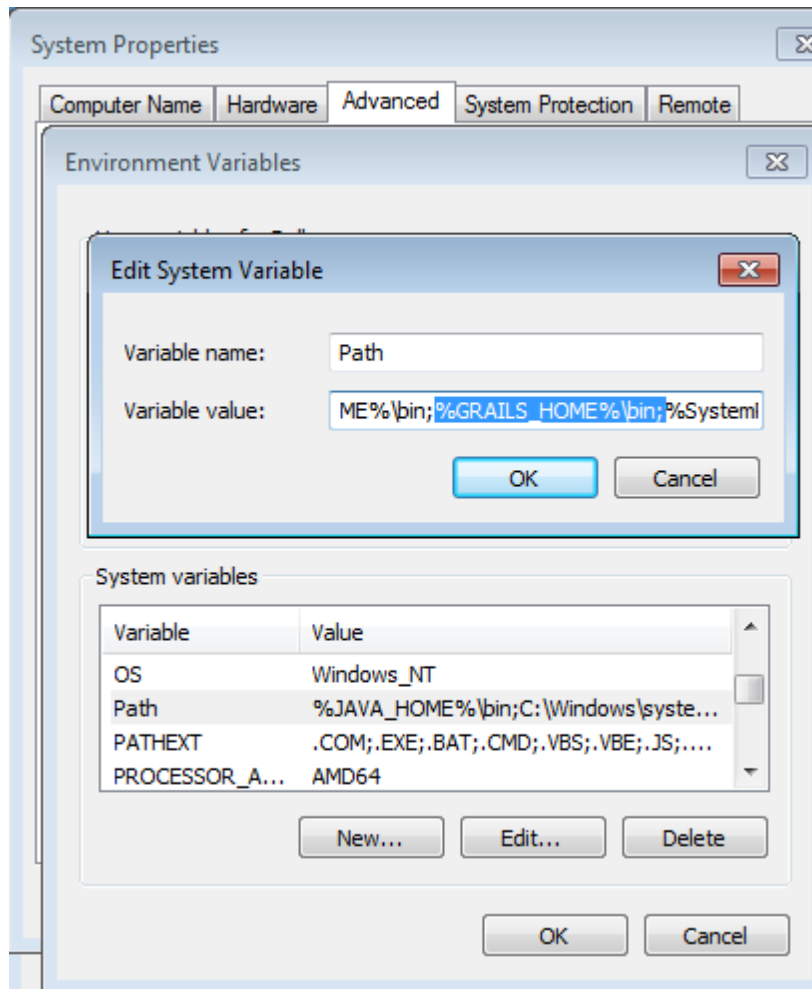 System Properties
Computer Name Hardware Advanced System Protection Remote
Environment Variables
Edit System Variable
Variable name: Path
Variable value: ME%\bin;%GRAILS_HOME%\bin;%System
OK Cancel
System variables
Variable Value
OS Windows_NT
Path %JAVA_HOME%\bin;C:\Windows\syste...
PATHEXT .COM;.EXE;.BAT;.CMD;.VBS;.VBE;.JS;....
PROCESSOR_A... AMD64
New... Edit... Delete
OK Cancel